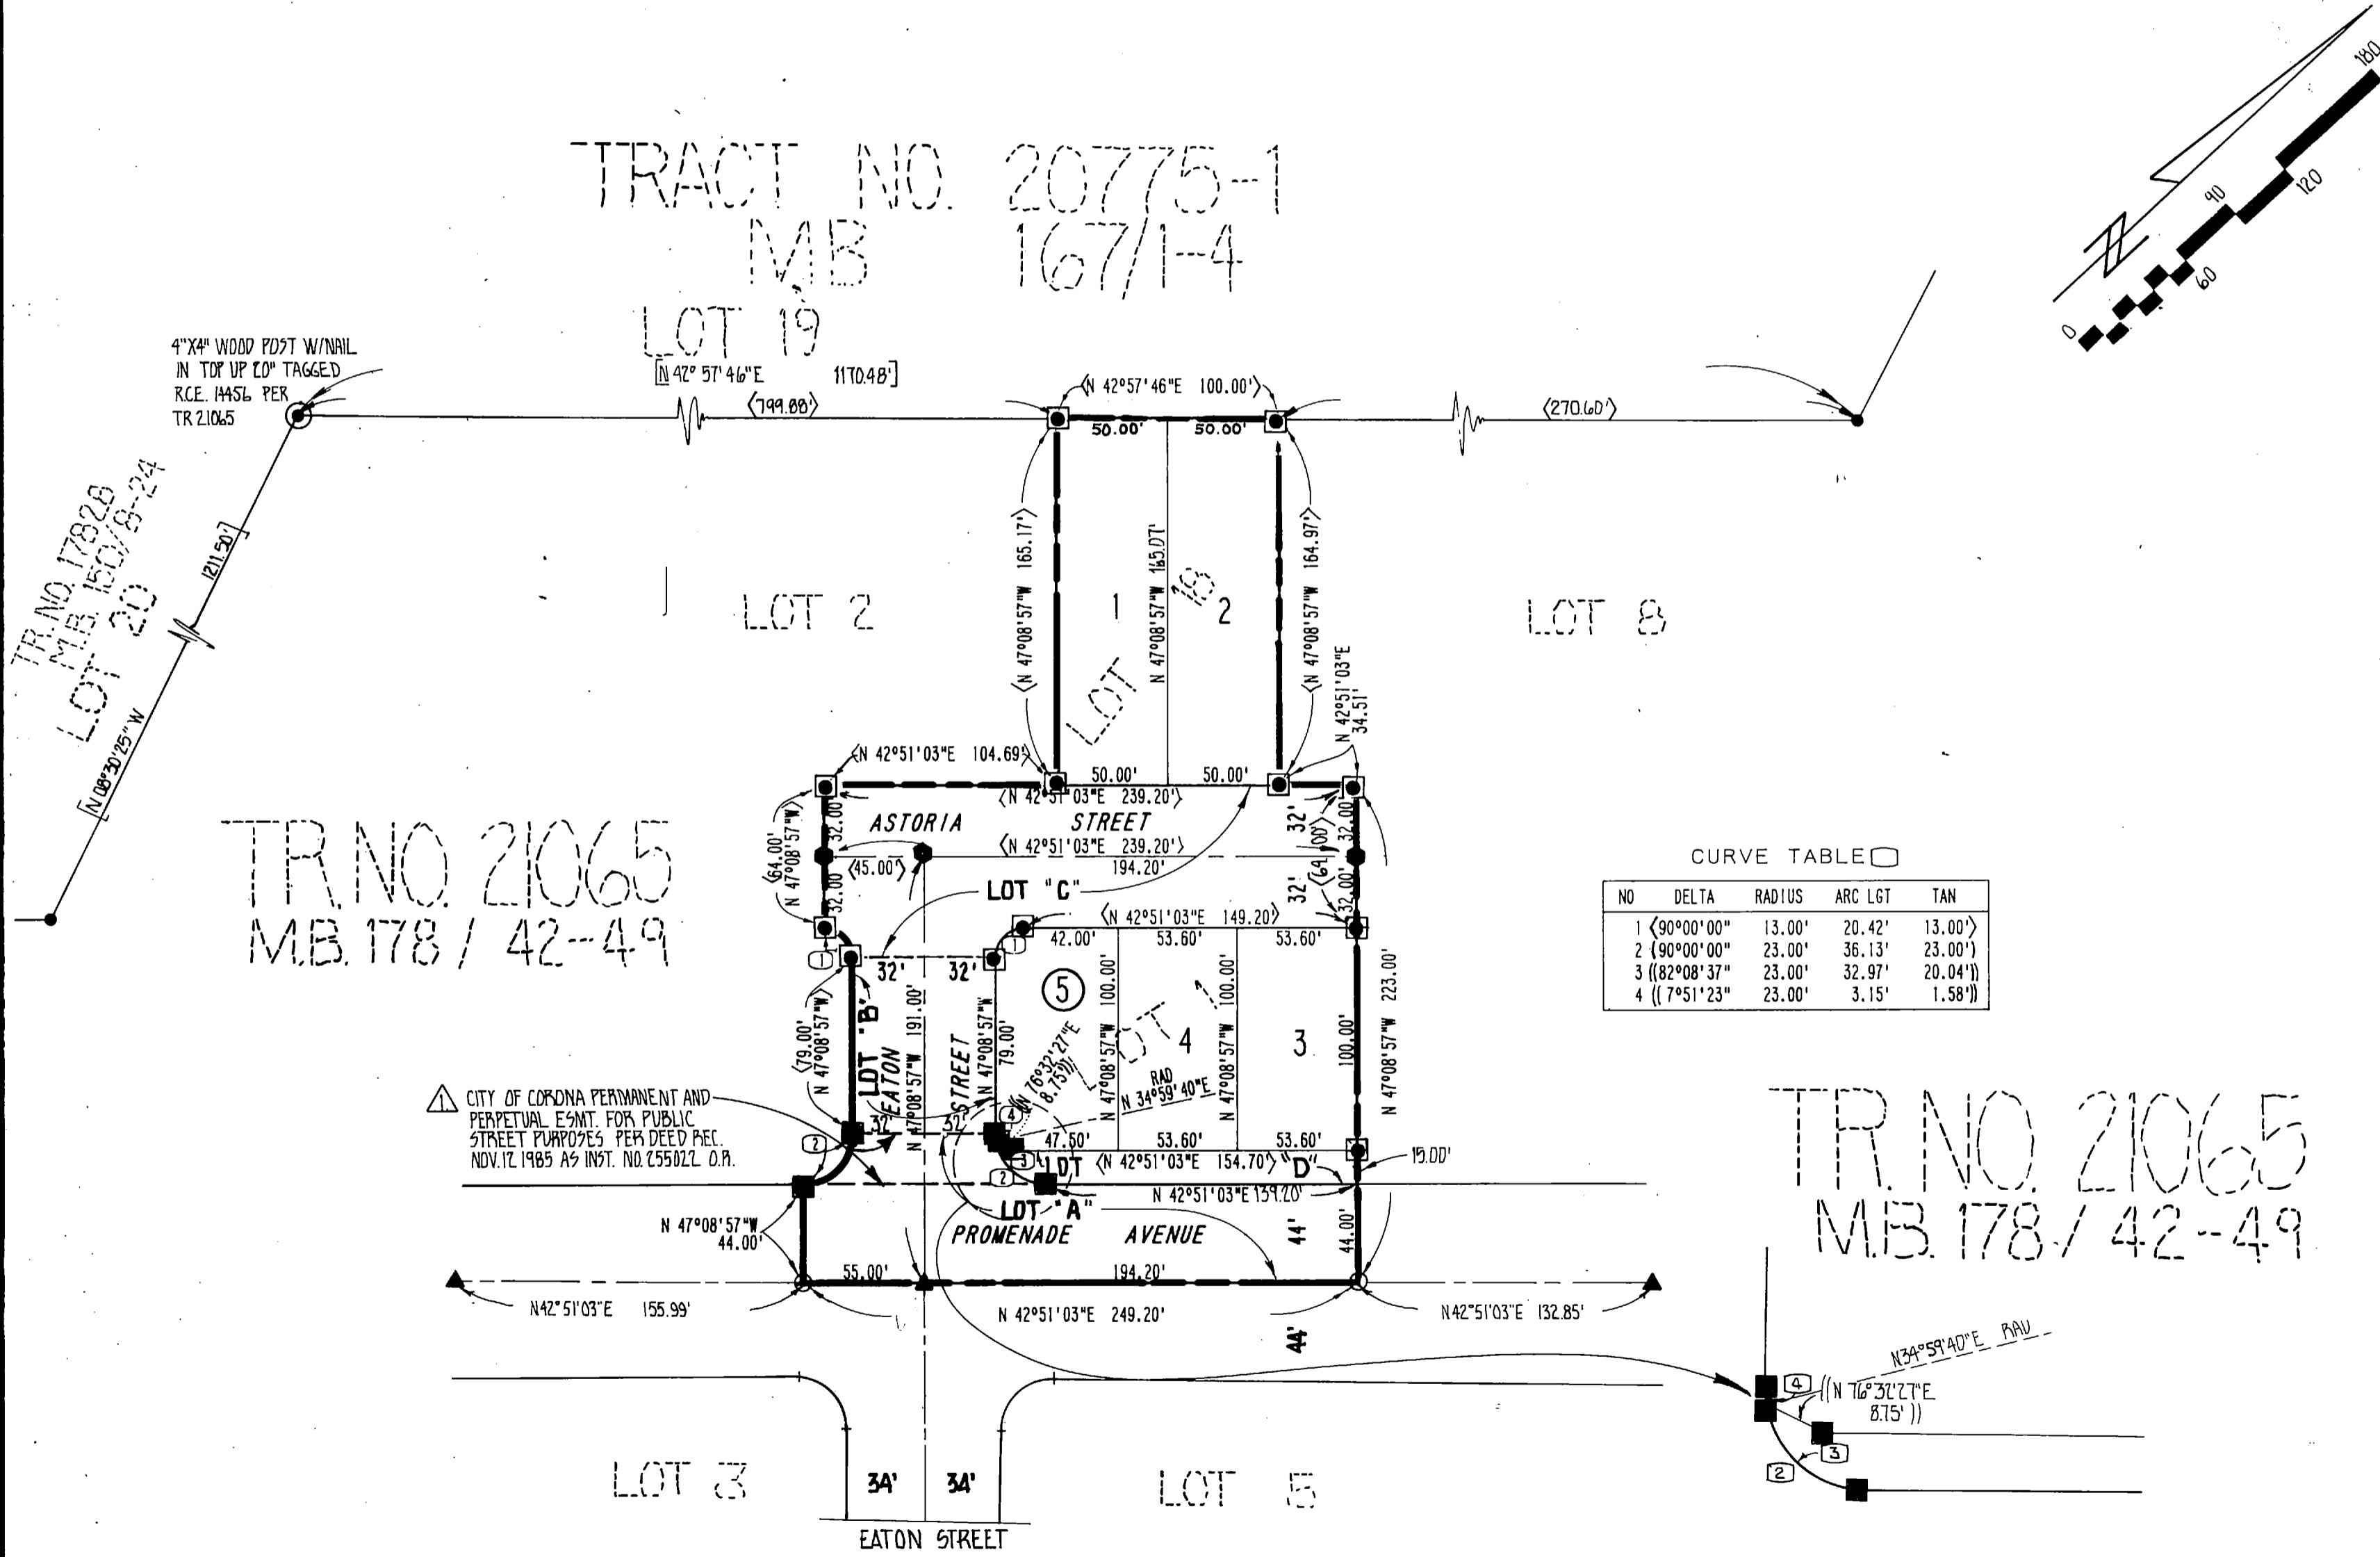 TRACT NO. 20775-1
MB 167/1-4
LOT 19
[N 42° 57' 46"E 1170.48']
180
120
90
60
0
4"X4" WOOD POST W/NAIL
IN TOP UP 20" TAGGED
R.C.E. 14456 PER
TR 21065
<799.88'>
<N 42°57'46"E 100.00'>
50.00' 50.00'
<270.60'>
TR. NO. 17828
M.B. 150/8-24
LOT 20
1211.50']
[N 08°30'25"W
LOT 2
LOT 8
<N 47°08'57"W 165.17'>
N 47°08'57"W 165.07'
<N 47°08'57"W 164.97'>
1
2
LOT 18
N 42°51'03"E
34.51'
<N 42°51'03"E 104.69'>
50.00' 50.00'
<N 42°51'03"E 239.20'>
ASTORIA STREET
<N 42°51'03"E 239.20'>
194.20'
<45.00'>
<64.00'>
N 47°08'57"W>
32.00'
32.00'
32'
32'
<64.00'>
32.00'
32.00'
LOT "C"
<N 42°51'03"E 149.20'>
42.00' 53.60' 53.60'
1
1
32' 32'
TR. NO. 21065
M.B. 178 / 42-49
CURVE TABLE
NO DELTA RADIUS ARC LGT TAN
1 <90°00'00" 13.00' 20.42' 13.00'>
2 (90°00'00" 23.00' 36.13' 23.00')
3 ((82°08'37" 23.00' 32.97' 20.04'))
4 ((7°51'23" 23.00' 3.15' 1.58'))
<79.00'
N 47°08'57"W>
LOT "B"
EATON STREET
N 47°08'57"W 191.00'
N 47°08'57"W
79.00'
5
N 47°08'57"W 100.00'
N 47°08'57"W 100.00'
LOT 1
4
3
100.00'
N 47°08'57"W 223.00'
((N 76°32'27"E
8.75'))
RAD
N 34°59'40"E
32' 32'
4
2
3
2
47.50' 53.60' 53.60'
1 CITY OF CORONA PERMANENT AND
PERPETUAL ESMT. FOR PUBLIC
STREET PURPOSES PER DEED REC.
NOV. 12 1985 AS INST. NO. 255022 O.R.
LOT "D"
<N 42°51'03"E 154.70'>
15.00'
N 42°51'03"E 139.20'
LOT "A"
PROMENADE AVENUE
N 47°08'57"W
44.00'
44'
44.00'
TR. NO. 21065
M.B. 178 / 42-49
55.00' 194.20'
N42°51'03"E 155.99'
N 42°51'03"E 249.20'
N42°51'03"E 132.85'
44'
N34°59'40"E RAD
4
((N 76°32'27"E
8.75'))
3
2
LOT 3
34' 34'
LOT 5
EATON STREET